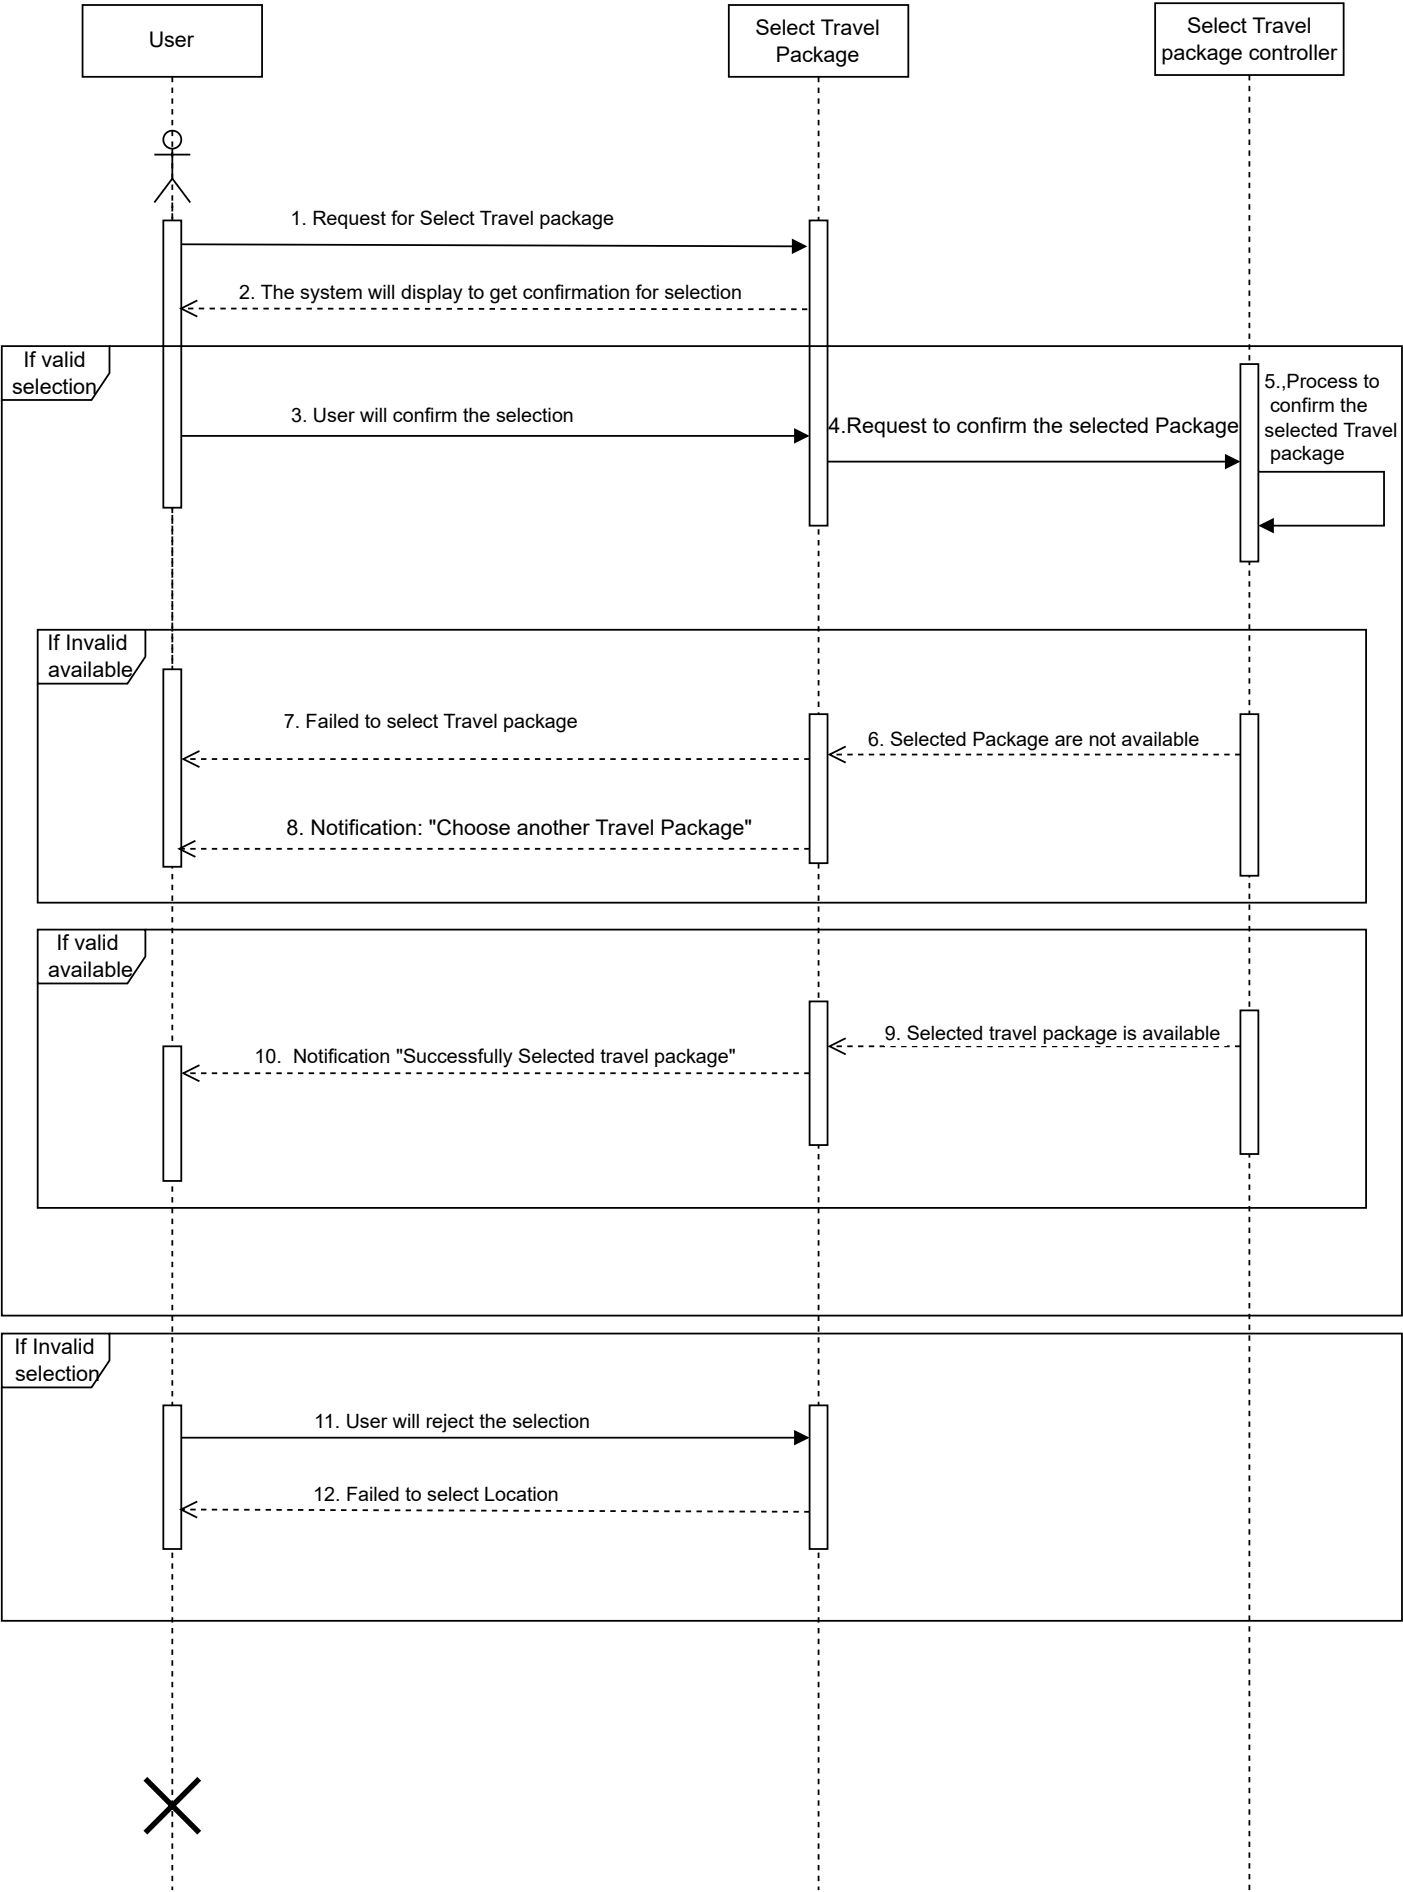 User
Select Travel
Package
Select Travel
package controller
1. Request for Select Travel package
2. The system will display to get confirmation for selection
If valid
selection
3. User will confirm the selection
4.Request to confirm the selected Package
5.,Process to
confirm the
selected Travel
package
If Invalid
available
7. Failed to select Travel package
6. Selected Package are not available
8. Notification: "Choose another Travel Package"
If valid
available
9. Selected travel package is available
10.  Notification "Successfully Selected travel package"
If Invalid
selection
11. User will reject the selection
12. Failed to select Location